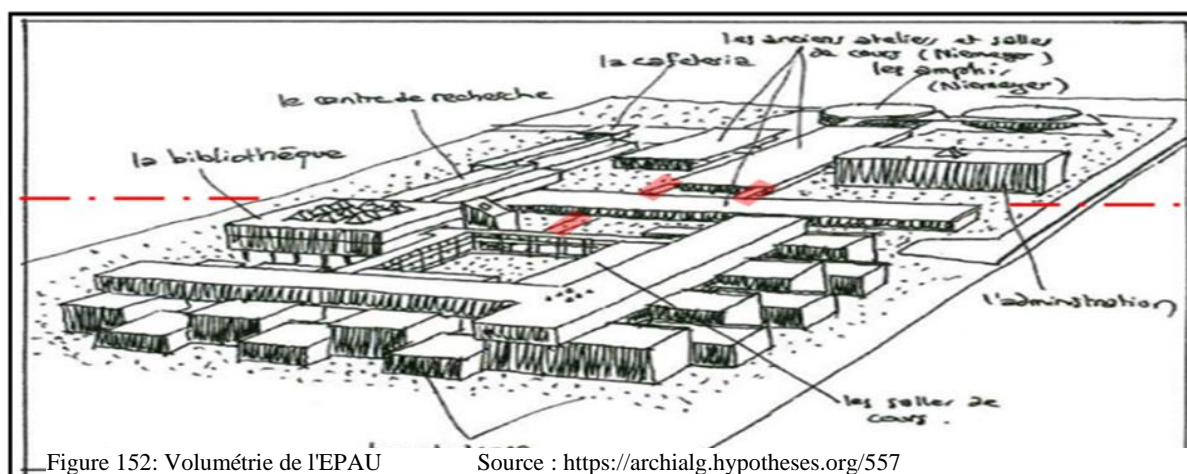 les anciens ateliers et salles
de cours (Niemeyer)
la cafeteria
les amphis
(Niemeyer)
le centre de recherche
la bibliothèque
l'administration
les salles de
cours.
Figure 152: Volumétrie de l'EPAU Source : https://archialg.hypotheses.org/557